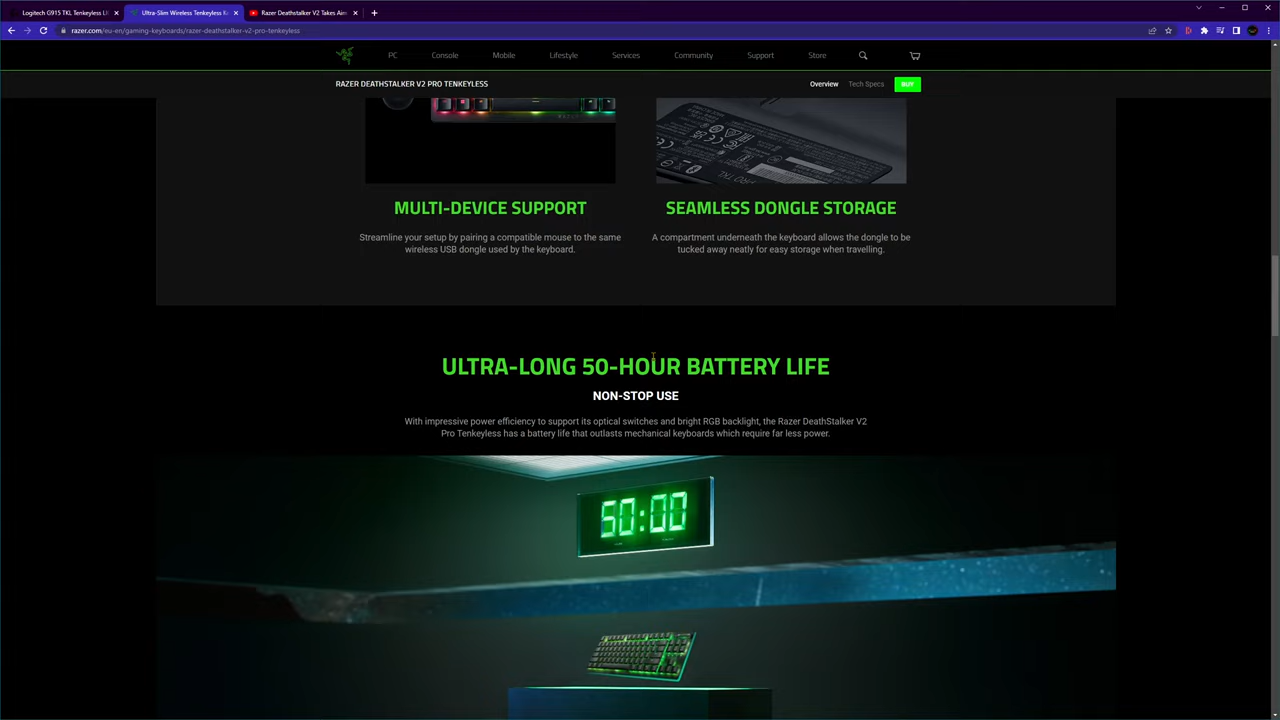 Logitech G915 TKL Tenkeyless LI
Ultra-Slim Wireless Tenkeyless K
Razer Deathstalker V2 Takes Aim
razer.com/eu-en/gaming-keyboards/razer-deathstalker-v2-pro-tenkeyless
PC Console Mobile Lifestyle Services Community Support Store
RAZER DEATHSTALKER V2 PRO TENKEYLESS Overview Tech Specs BUY
PRO TKL
MULTI-DEVICE SUPPORT
Streamline your setup by pairing a compatible mouse to the same
wireless USB dongle used by the keyboard.
SEAMLESS DONGLE STORAGE
A compartment underneath the keyboard allows the dongle to be
tucked away neatly for easy storage when travelling.
ULTRA-LONG 50-HOUR BATTERY LIFE
NON-STOP USE
With impressive power efficiency to support its optical switches and bright RGB backlight, the Razer DeathStalker V2
Pro Tenkeyless has a battery life that outlasts mechanical keyboards which require far less power.
50:00